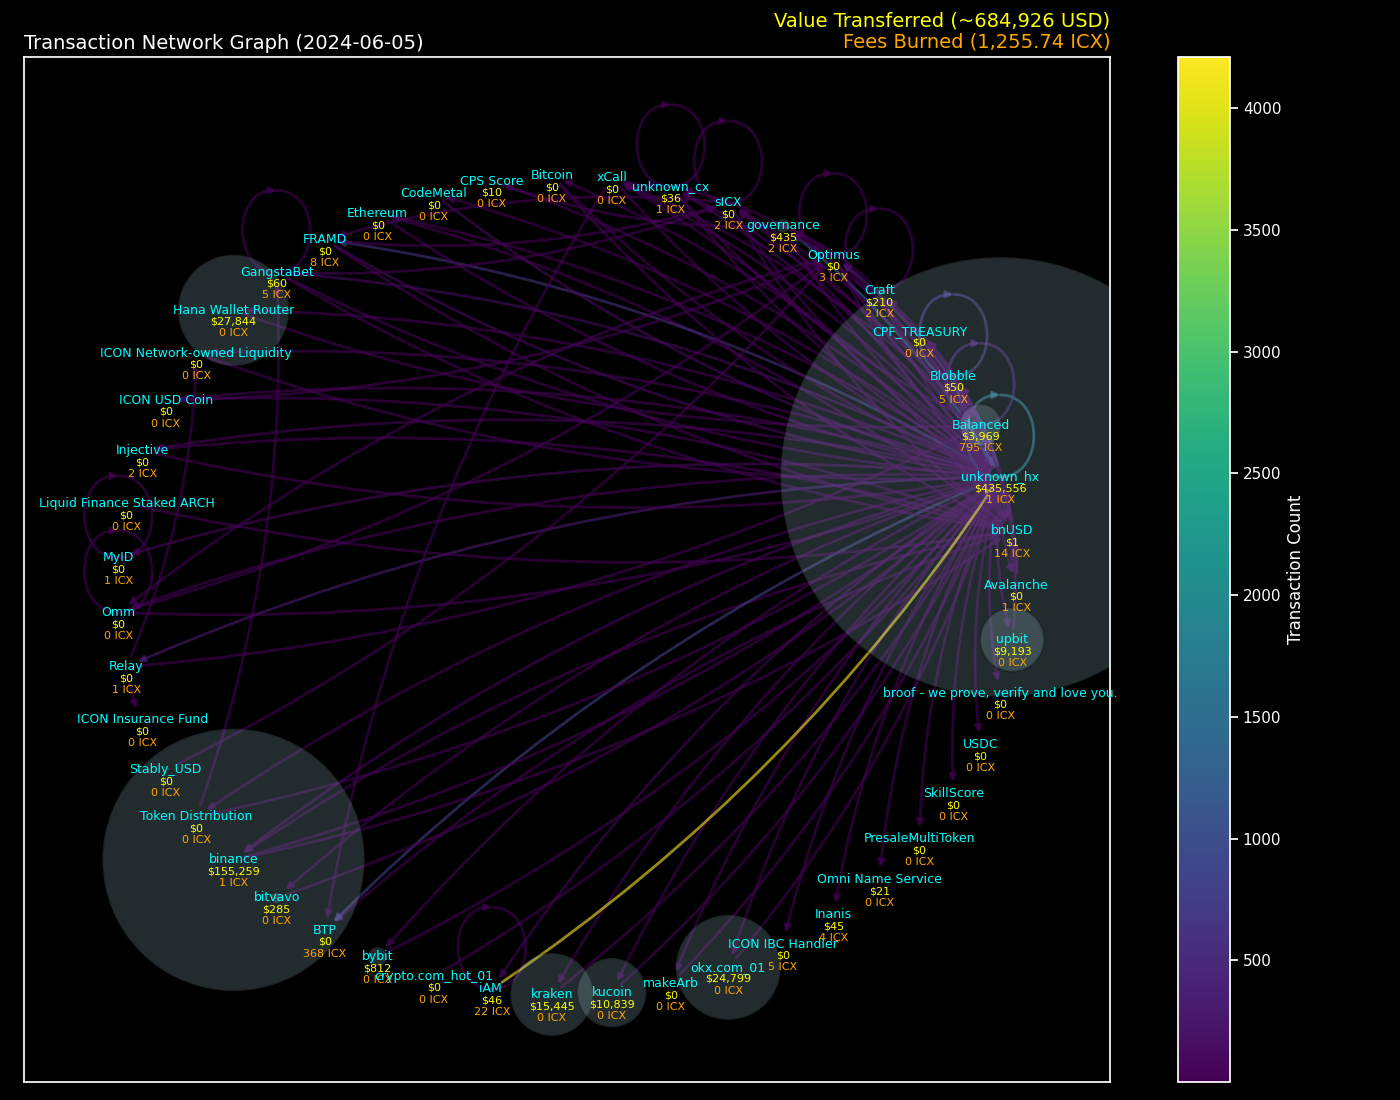 Value Transferred (~684,926 USD)
Transaction Network Graph (2024-06-05)
Fees Burned (1,255.74 ICX)
Bitcoin
$0
0 ICX
xCall
$0
0 ICX
CPS Score
$10
0 ICX
unknown_cx
$36
1 ICX
CodeMetal
$0
0 ICX
sICX
$0
2 ICX
Ethereum
$0
0 ICX
governance
$435
2 ICX
FRAMD
$0
8 ICX
Optimus
$0
3 ICX
GangstaBet
$60
5 ICX
Craft
$210
2 ICX
Hana Wallet Router
$27,844
0 ICX
CPF_TREASURY
$0
0 ICX
ICON Network-owned Liquidity
$0
0 ICX
Blobble
$50
5 ICX
ICON USD Coin
$0
0 ICX
Balanced
$3,969
795 ICX
Injective
$0
2 ICX
unknown_hx
$435,556
1 ICX
Liquid Finance Staked ARCH
$0
0 ICX
bnUSD
$1
14 ICX
MyID
$0
1 ICX
Avalanche
$0
1 ICX
Omm
$0
0 ICX
upbit
$9,193
0 ICX
Relay
$0
1 ICX
broof - we prove, verify and love you.
$0
0 ICX
ICON Insurance Fund
$0
0 ICX
USDC
$0
0 ICX
Stably_USD
$0
0 ICX
SkillScore
$0
0 ICX
Token Distribution
$0
0 ICX
PresaleMultiToken
$0
0 ICX
binance
$155,259
1 ICX
Omni Name Service
$21
0 ICX
bitvavo
$285
0 ICX
Inanis
$45
4 ICX
BTP
$0
368 ICX
ICON IBC Handler
$0
5 ICX
bybit
$812
0 ICX
okx.com_01
$24,799
0 ICX
crypto.com_hot_01
$0
0 ICX
makeArb
$0
0 ICX
iAM
$46
22 ICX
kraken
$15,445
0 ICX
kucoin
$10,839
0 ICX
4000
3500
3000
2500
2000
1500
1000
500
Transaction Count